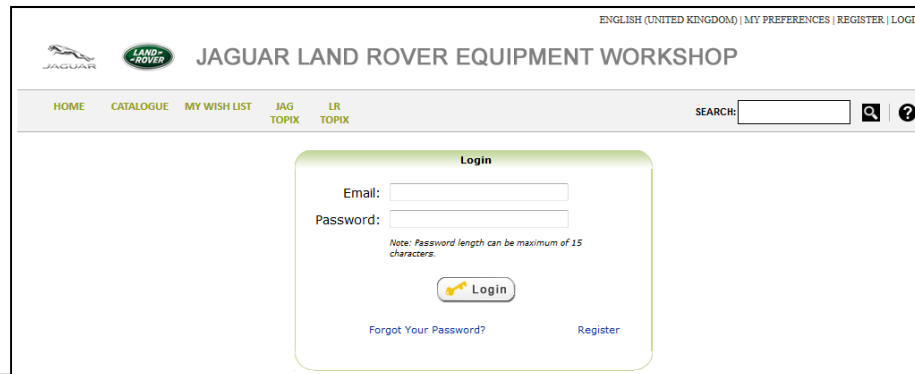 ENGLISH (UNITED KINGDOM) | MY PREFERENCES | REGISTER | LOGI
JAGUAR
LAND-
-ROVER
JAGUAR LAND ROVER EQUIPMENT WORKSHOP
HOME CATALOGUE MY WISH LIST JAG TOPIX LR TOPIX SEARCH:
Login
Email:
Password:
Note: Password length can be maximum of 15
characters.
Login
Forgot Your Password? Register